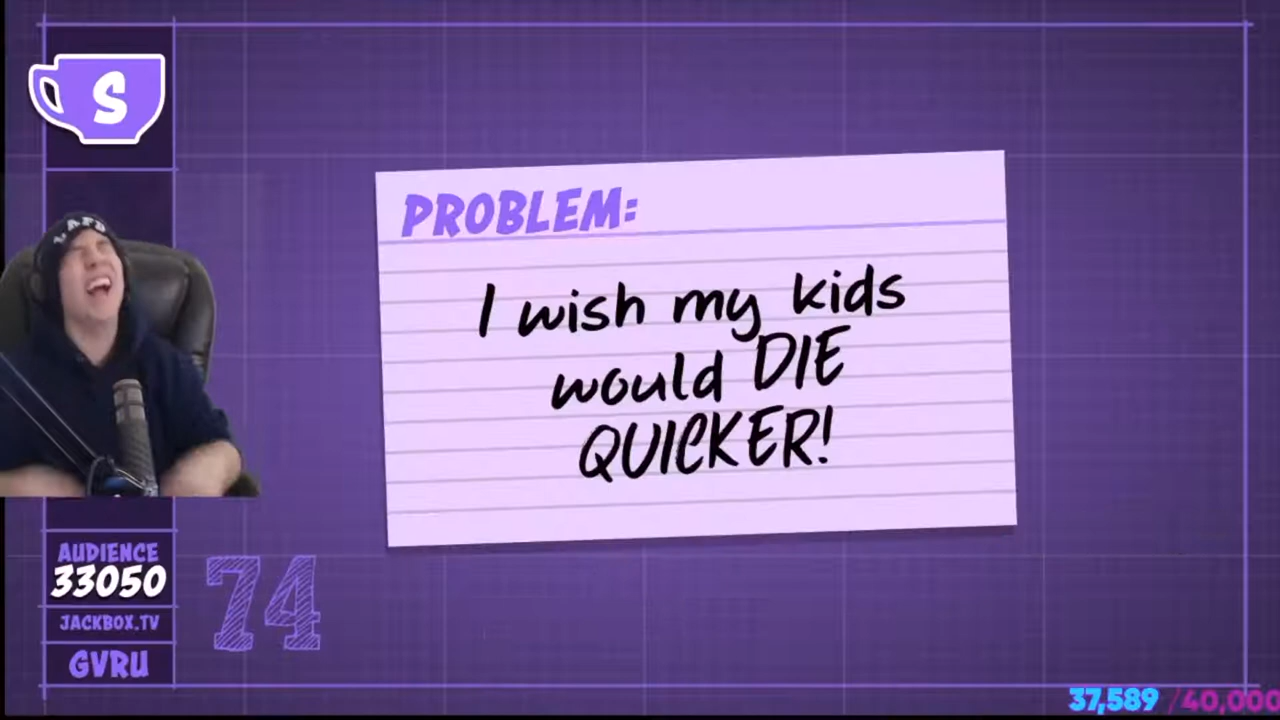 S
PROBLEM:
I wish my kids
would DIE
QUICKER!
AUDIENCE
33050
JACKBOX.TV
GVRU
74
37,589 /40,000